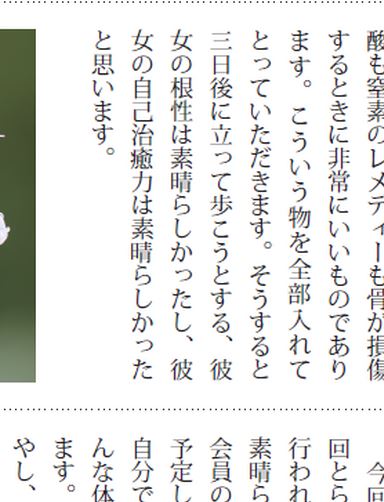 酸も窒素のレメディーも骨が損傷
するときに非常にいいものであり
ます。こういう物を全部入れて
とっていただきます。そうすると
三日後に立って歩こうとする、彼
女の根性は素晴らしかったし、彼
女の自己治癒力は素晴らしかった
と思います。
今回
回とら
行われ
素晴ら
会員の
予定し
自分で
んな体
ます。
やし、